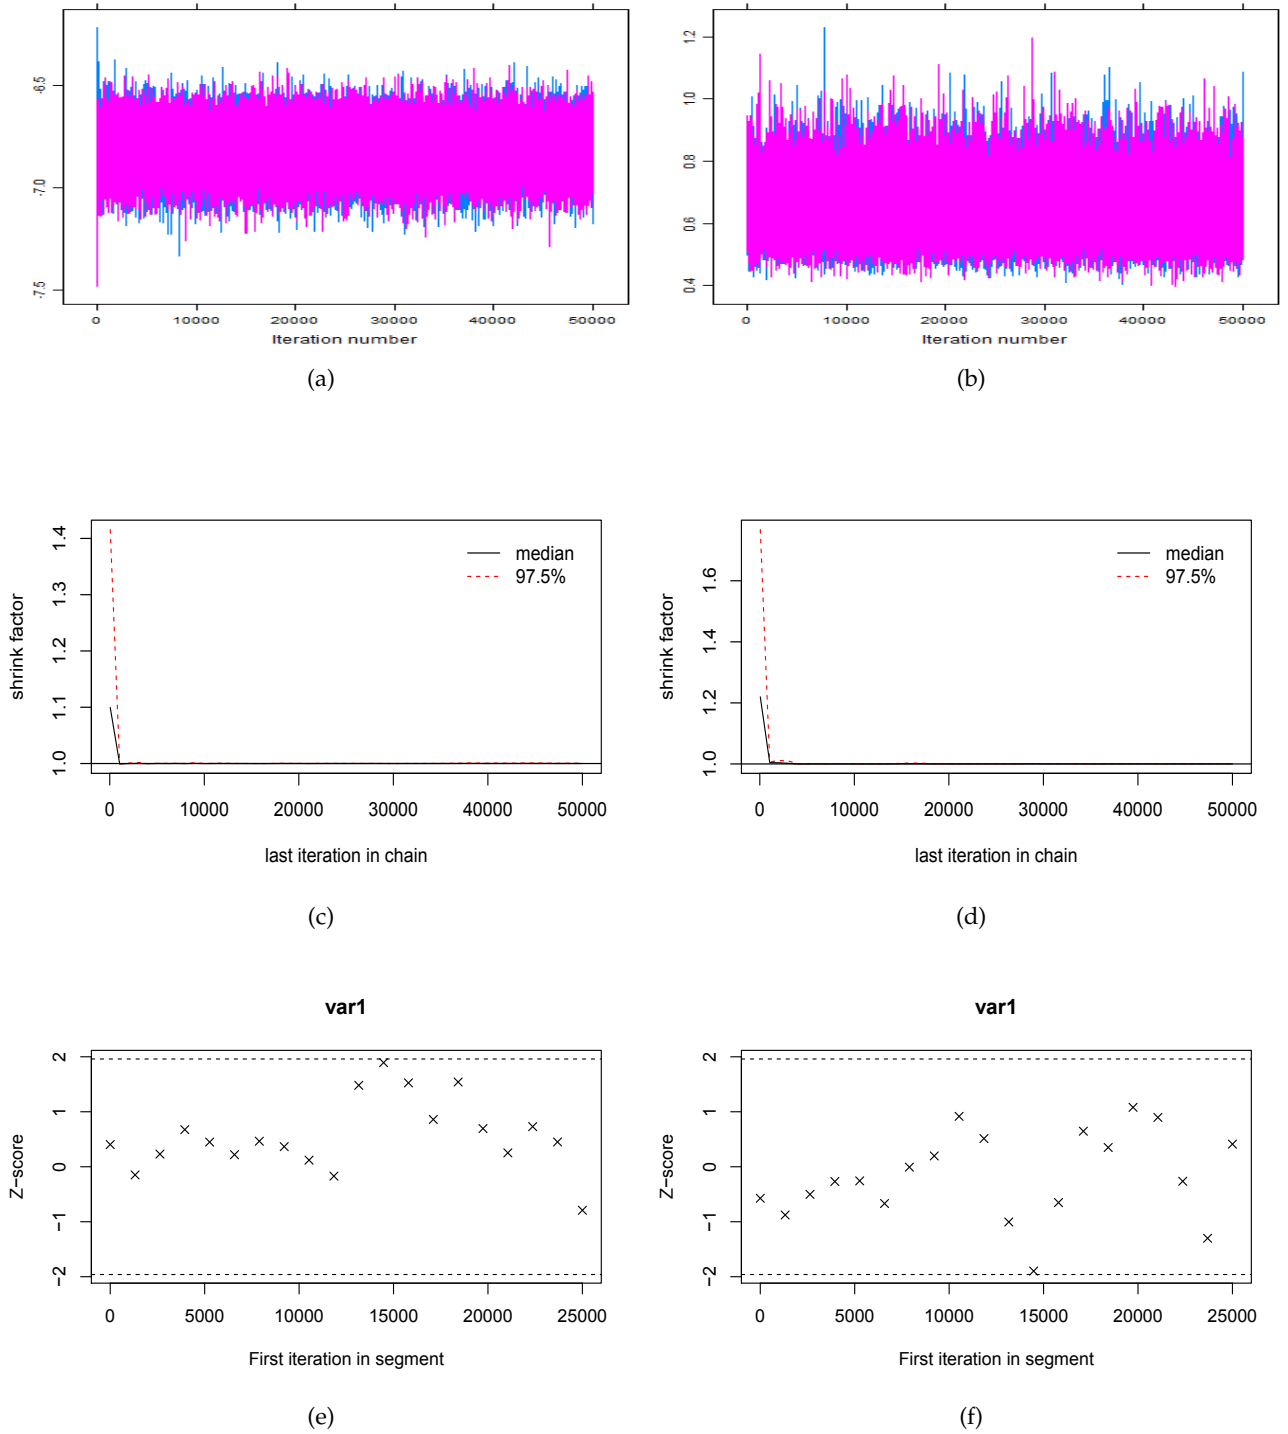 -6.5
-7.0
-7.5
0 10000 20000 30000 40000 50000
Iteration number
(a)
1.2
1.0
0.8
0.6
0.4
0 10000 20000 30000 40000 50000
Iteration number
(b)
1.4
1.3
1.2
1.1
1.0
shrink factor
median
97.5%
0 10000 20000 30000 40000 50000
last iteration in chain
(c)
1.6
1.4
1.2
1.0
shrink factor
median
97.5%
0 10000 20000 30000 40000 50000
last iteration in chain
(d)
var1
2
1
0
−1
−2
Z−score
0 5000 10000 15000 20000 25000
First iteration in segment
(e)
var1
2
1
0
−1
−2
Z−score
0 5000 10000 15000 20000 25000
First iteration in segment
(f)